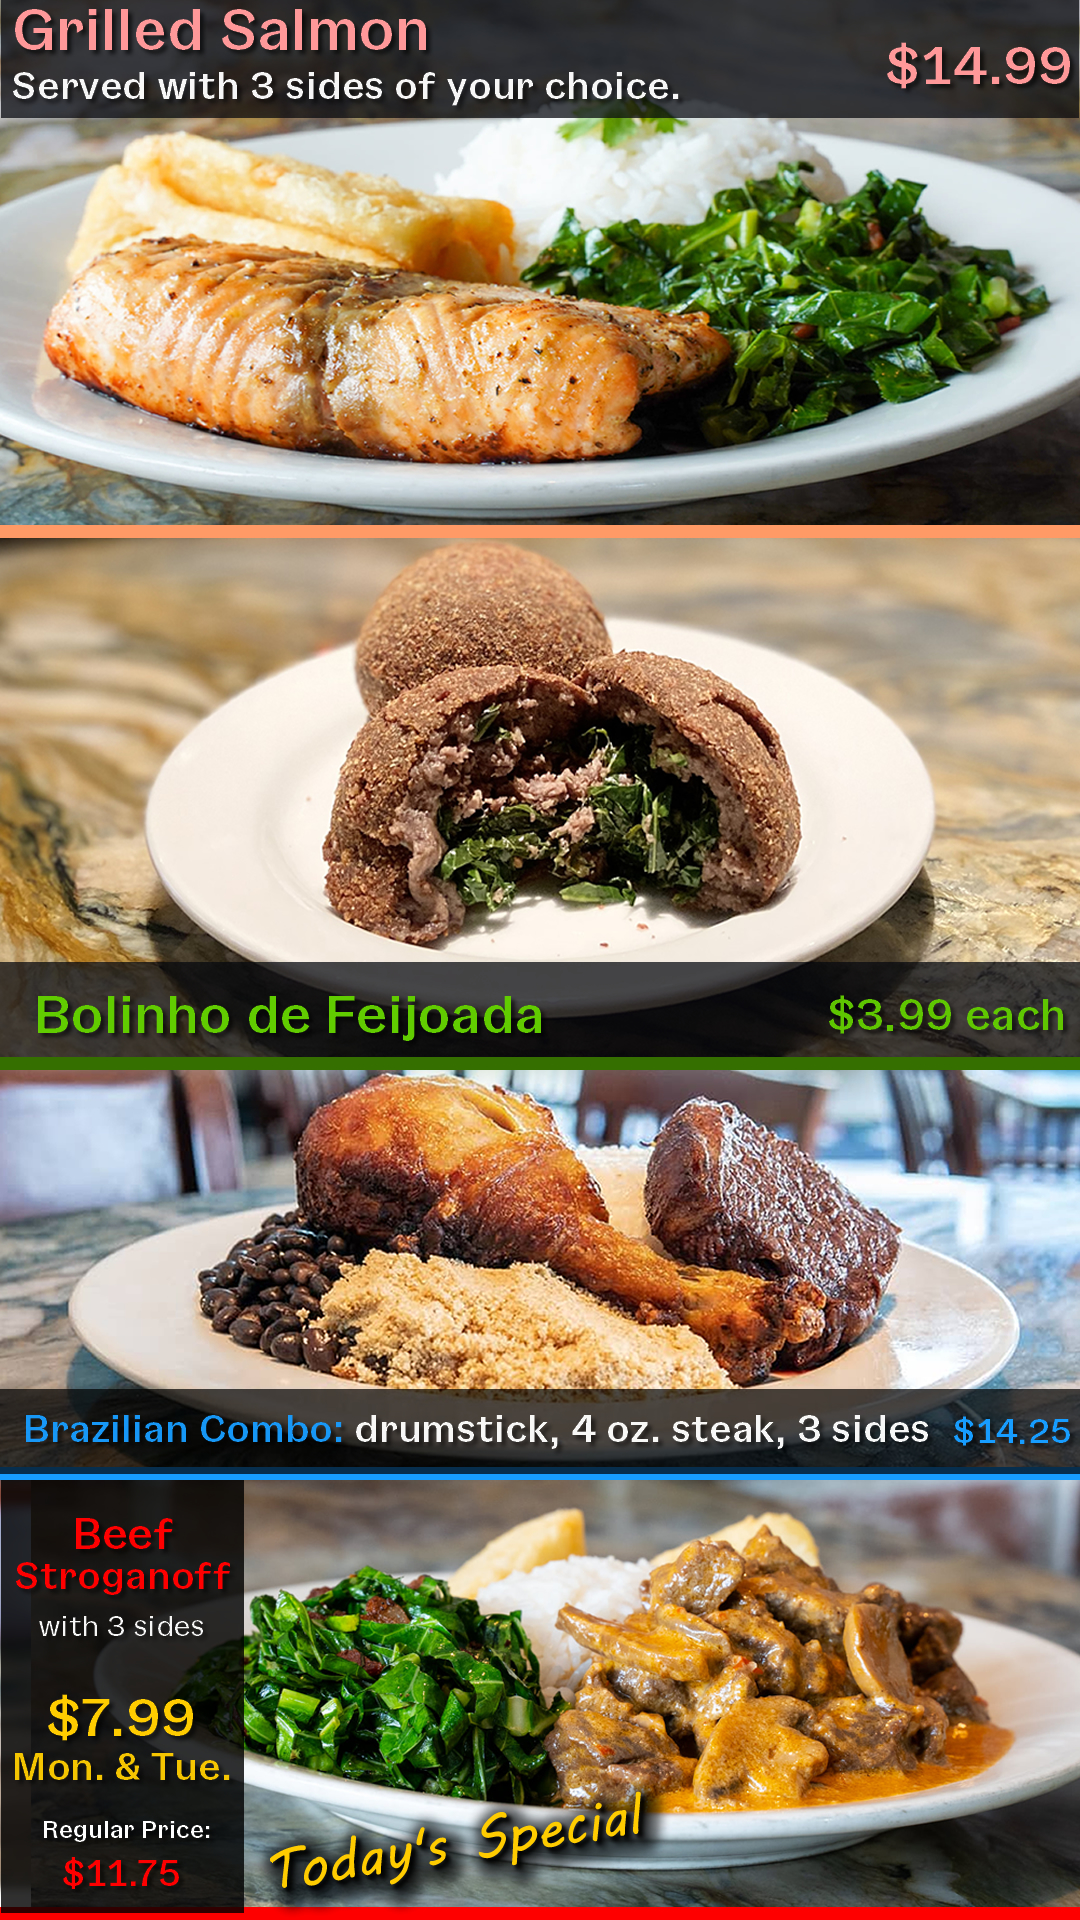 Grilled Salmon
Served with 3 sides of your choice.
$14.99
Bolinho de Feijoada
$3.99 each
Brazilian Combo: drumstick, 4 oz. steak, 3 sides $14.25
Beef
Stroganoff
with 3 sides
$7.99
Mon. & Tue.
Regular Price:
$11.75
Today's Special